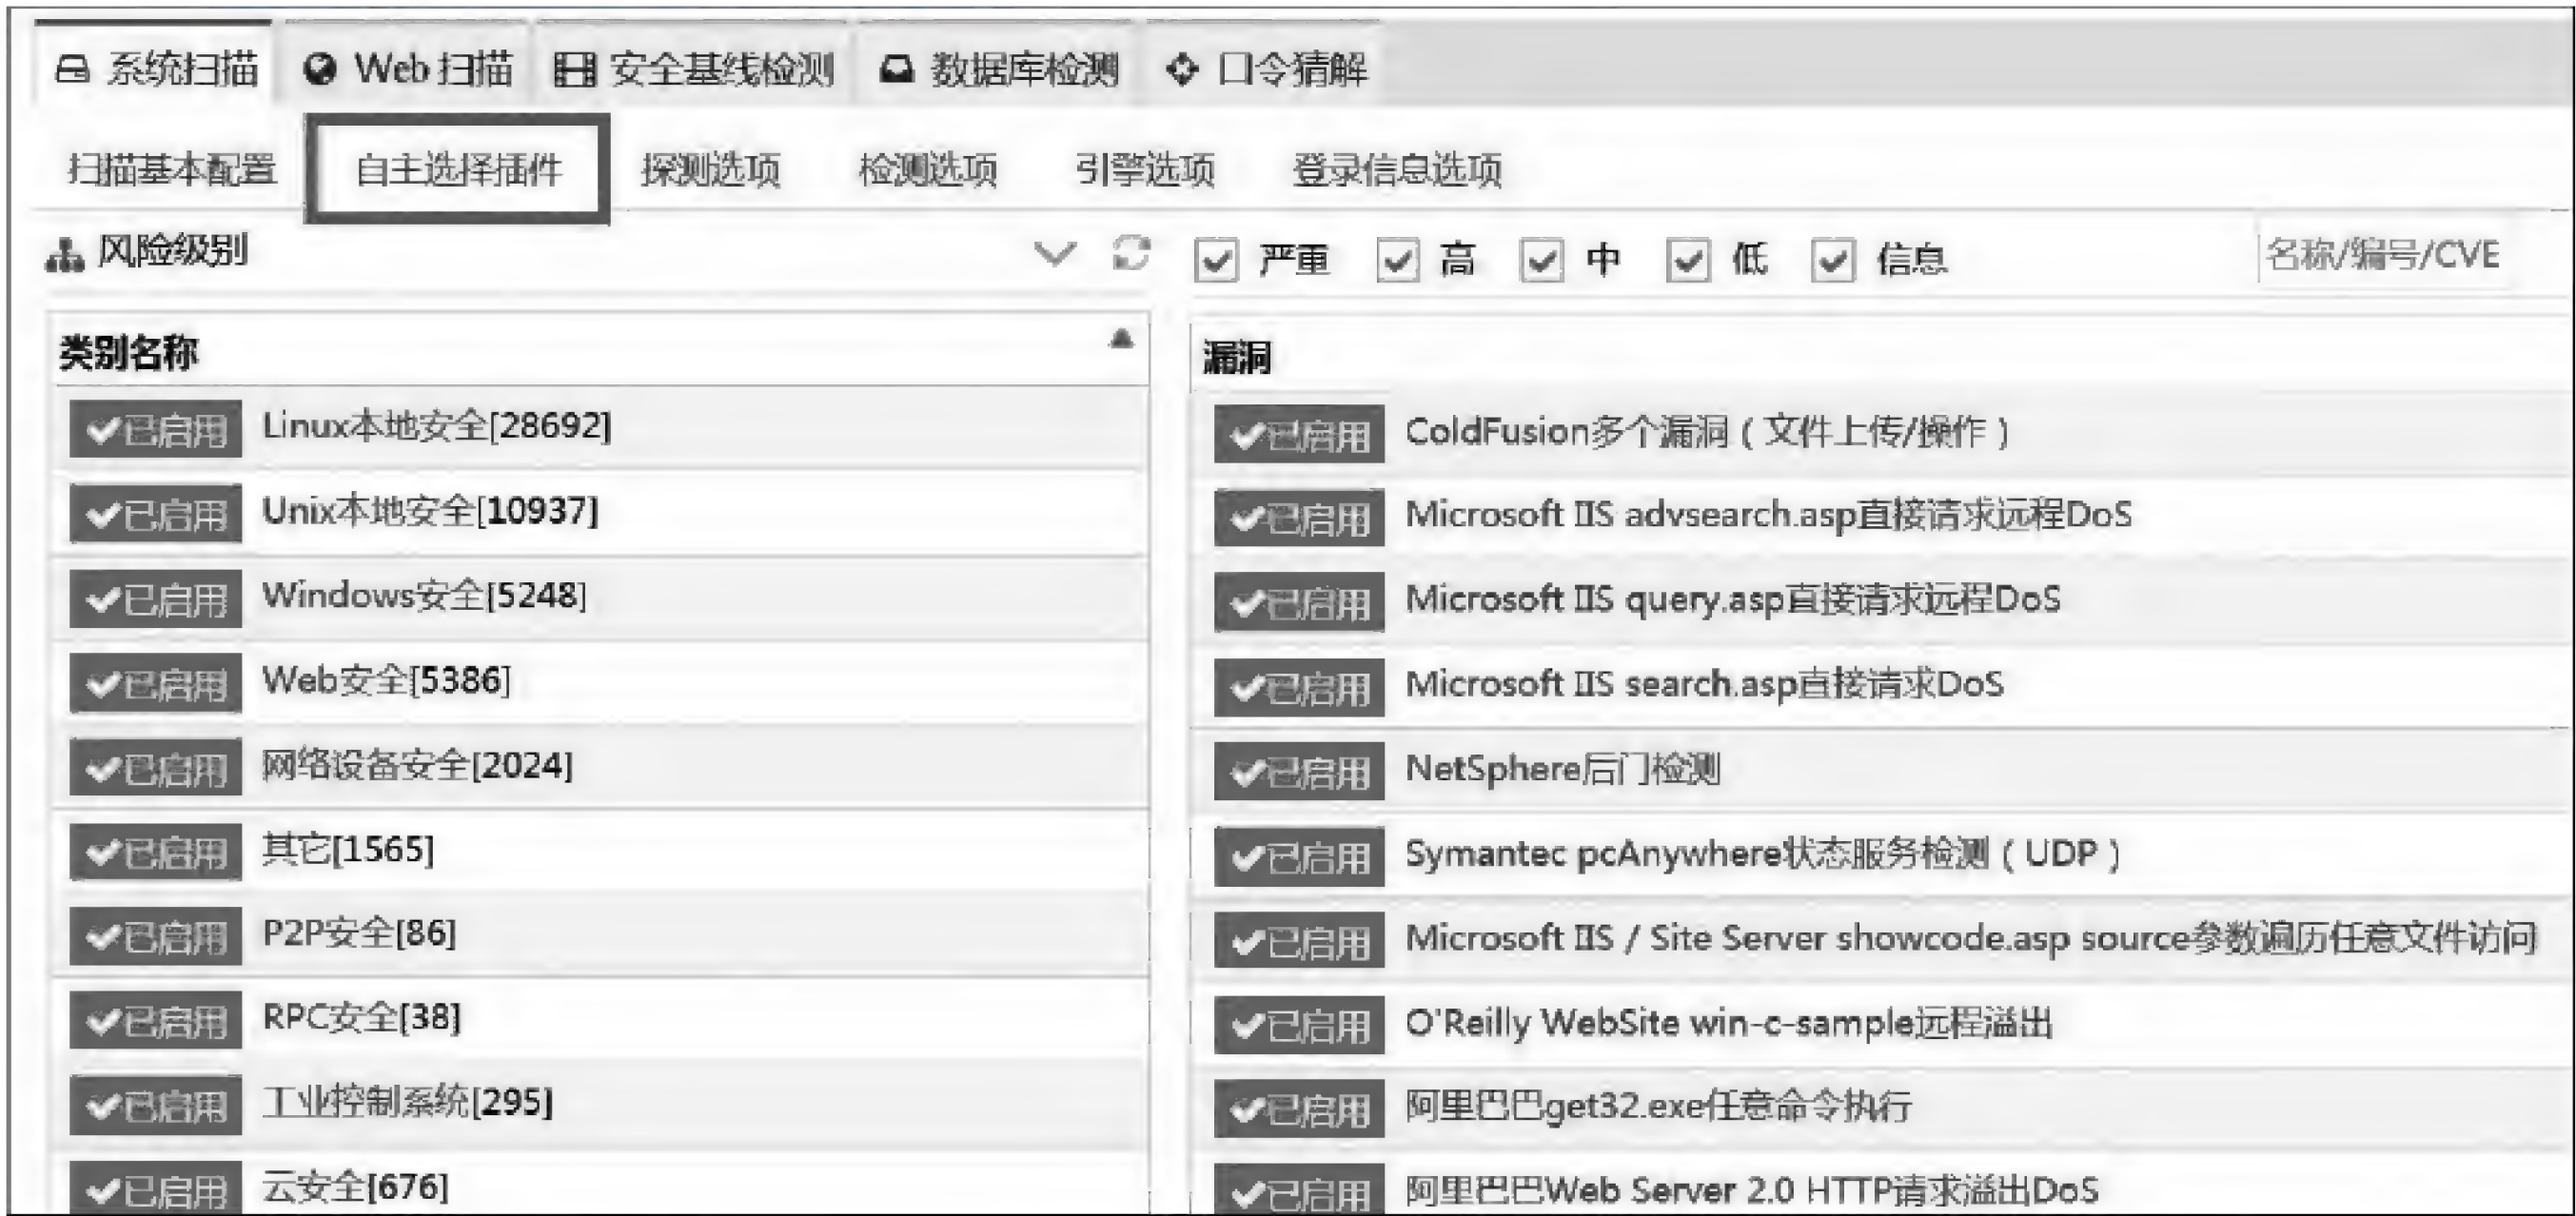 系统扫描 Web 扫描 安全基线检测 数据库检测 口令猜解
扫描基本配置 自主选择插件 探测选项 检测选项 引擎选项 登录信息选项
风险级别 严重 高 中 低 信息 名称/编号/CVE
类别名称
已启用 Linux本地安全[28692]
已启用 Unix本地安全[10937]
已启用 Windows安全[5248]
已启用 Web安全[5386]
已启用 网络设备安全[2024]
已启用 其它[1565]
已启用 P2P安全[86]
已启用 RPC安全[38]
已启用 工业控制系统[295]
已启用 云安全[676]
漏洞
已启用 ColdFusion多个漏洞（文件上传/操作）
已启用 Microsoft IIS advsearch.asp直接请求远程DoS
已启用 Microsoft IIS query.asp直接请求远程DoS
已启用 Microsoft IIS search.asp直接请求DoS
已启用 NetSphere后门检测
已启用 Symantec pcAnywhere状态服务检测（UDP）
已启用 Microsoft IIS / Site Server showcode.asp source参数遍历任意文件访问
已启用 O'Reilly WebSite win-c-sample远程溢出
已启用 阿里巴巴get32.exe任意命令执行
已启用 阿里巴巴Web Server 2.0 HTTP请求溢出DoS